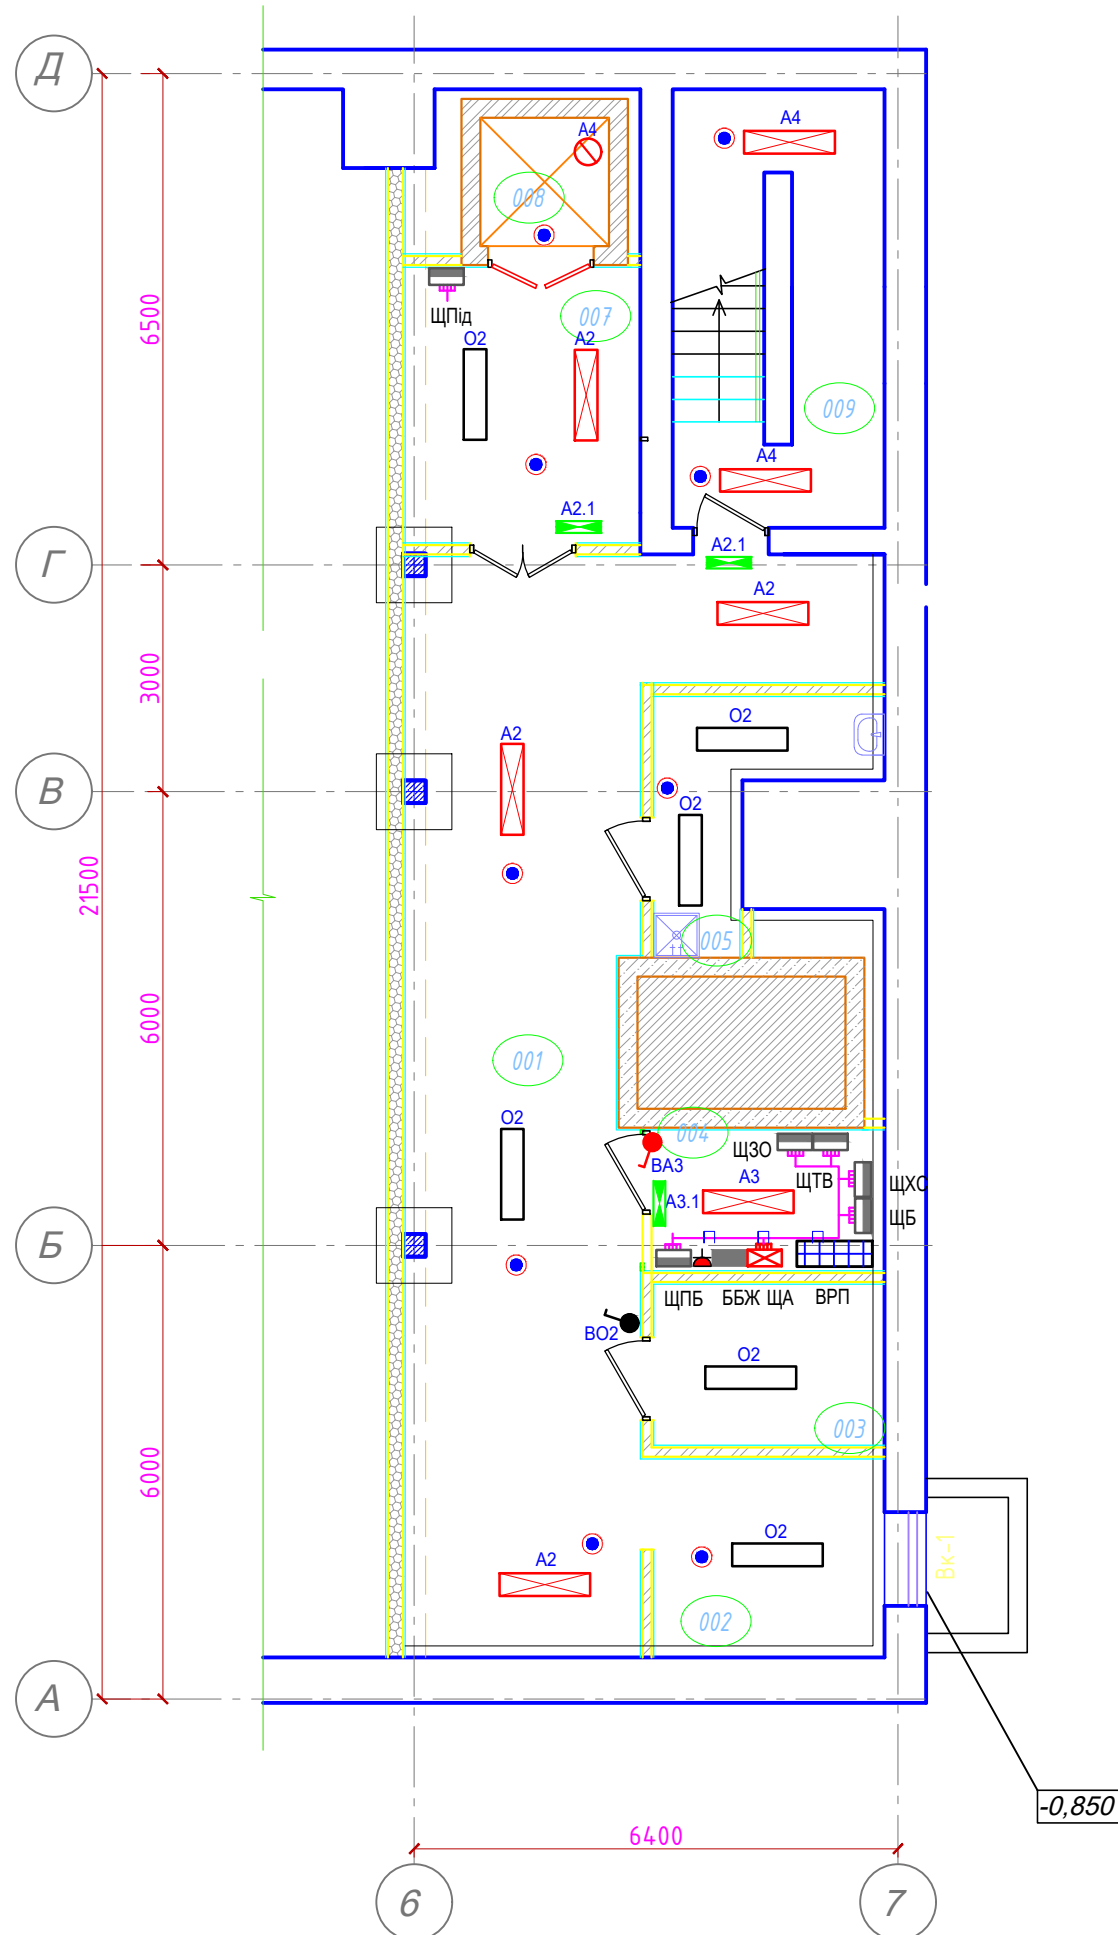 Д
А4
А4
008
ЩПід
007
6500
О2
А2
009
А4
А2.1
А2.1
Г
А2
3000
О2
А2
В
О2
21500
005
6000
001
О2
004
ЩЗО
ВА3
ЩТВ
А3
ЩХС
А3.1
ЩБ
Б
ЩПБ
ББЖ
ЩА
ВРП
ВО2
О2
003
6000
О2
Вк-1
А2
002
А
-0,850
6400
6
7